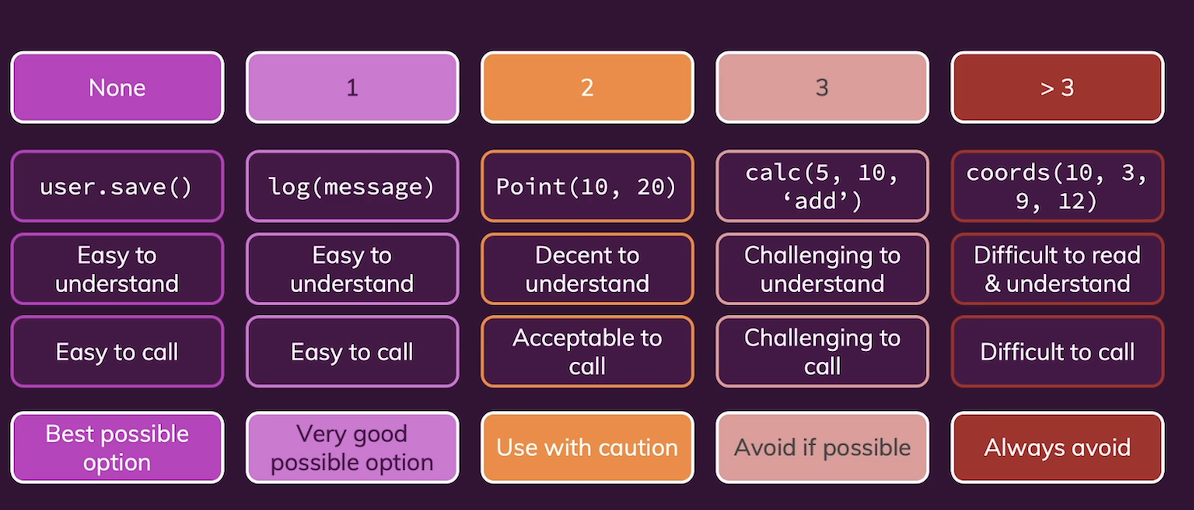 None
1
2
3
> 3
user.save()
log(message)
Point(10, 20)
calc(5, 10,
‘add’)
coords(10, 3,
9, 12)
Easy to
understand
Easy to
understand
Decent to
understand
Challenging to
understand
Difficult to read
& understand
Easy to call
Easy to call
Acceptable to
call
Challenging to
call
Difficult to call
Best possible
option
Very good
possible option
Use with caution
Avoid if possible
Always avoid